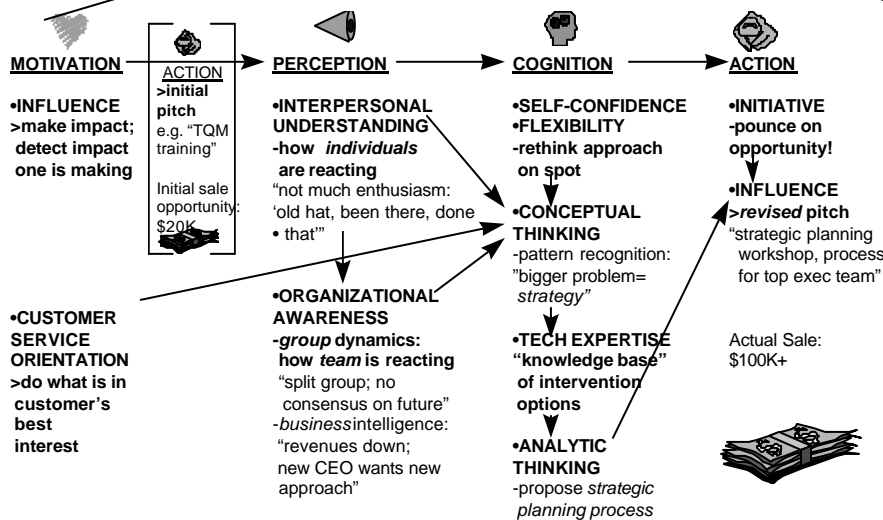 MOTIVATION
•INFLUENCE
>make impact;
detect impact
one is making
•CUSTOMER
SERVICE
ORIENTATION
>do what is in
customer's
best
interest
ACTION
>initial
pitch
e.g. “TQM
training”
Initial sale
opportunity:
$20K
PERCEPTION
•INTERPERSONAL
UNDERSTANDING
-how individuals
are reacting
“not much enthusiasm:
‘old hat, been there, done
• that’”
•ORGANIZATIONAL
AWARENESS
-group dynamics:
how team is reacting
“split group; no
consensus on future”
-businessintelligence:
“revenues down;
new CEO wants new
approach”
COGNITION
•SELF-CONFIDENCE
•FLEXIBILITY
-rethink approach
on spot
•CONCEPTUAL
THINKING
-pattern recognition:
”bigger problem=
strategy”
•TECH EXPERTISE
“knowledge base”
of intervention
options
•ANALYTIC
THINKING
-propose strategic
planning process
ACTION
•INITIATIVE
-pounce on
opportunity!
•INFLUENCE
>revised pitch
“strategic planning
workshop, process
for top exec team”
Actual Sale:
$100K+